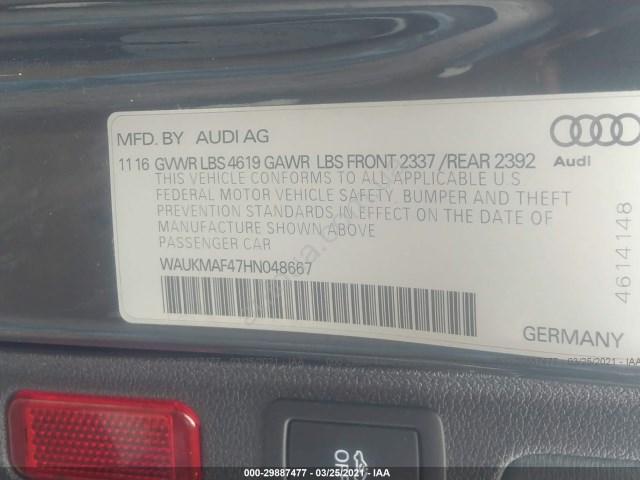 MFD. BY AUDI AG
Audi
11 16 GVWR LBS 4619 GAWR LBS FRONT 2337 /REAR 2392
THIS VEHICLE CONFORMS TO ALL APPLICABLE U.S.
FEDERAL MOTOR VEHICLE SAFETY, BUMPER AND THEFT
PREVENTION STANDARDS IN EFFECT ON THE DATE OF
MANUFACTURE SHOWN ABOVE
PASSENGER CAR
WAUKMAF47HN048667
4614148
GERMANY
000-29887477 - 03/25/2021 - IAA